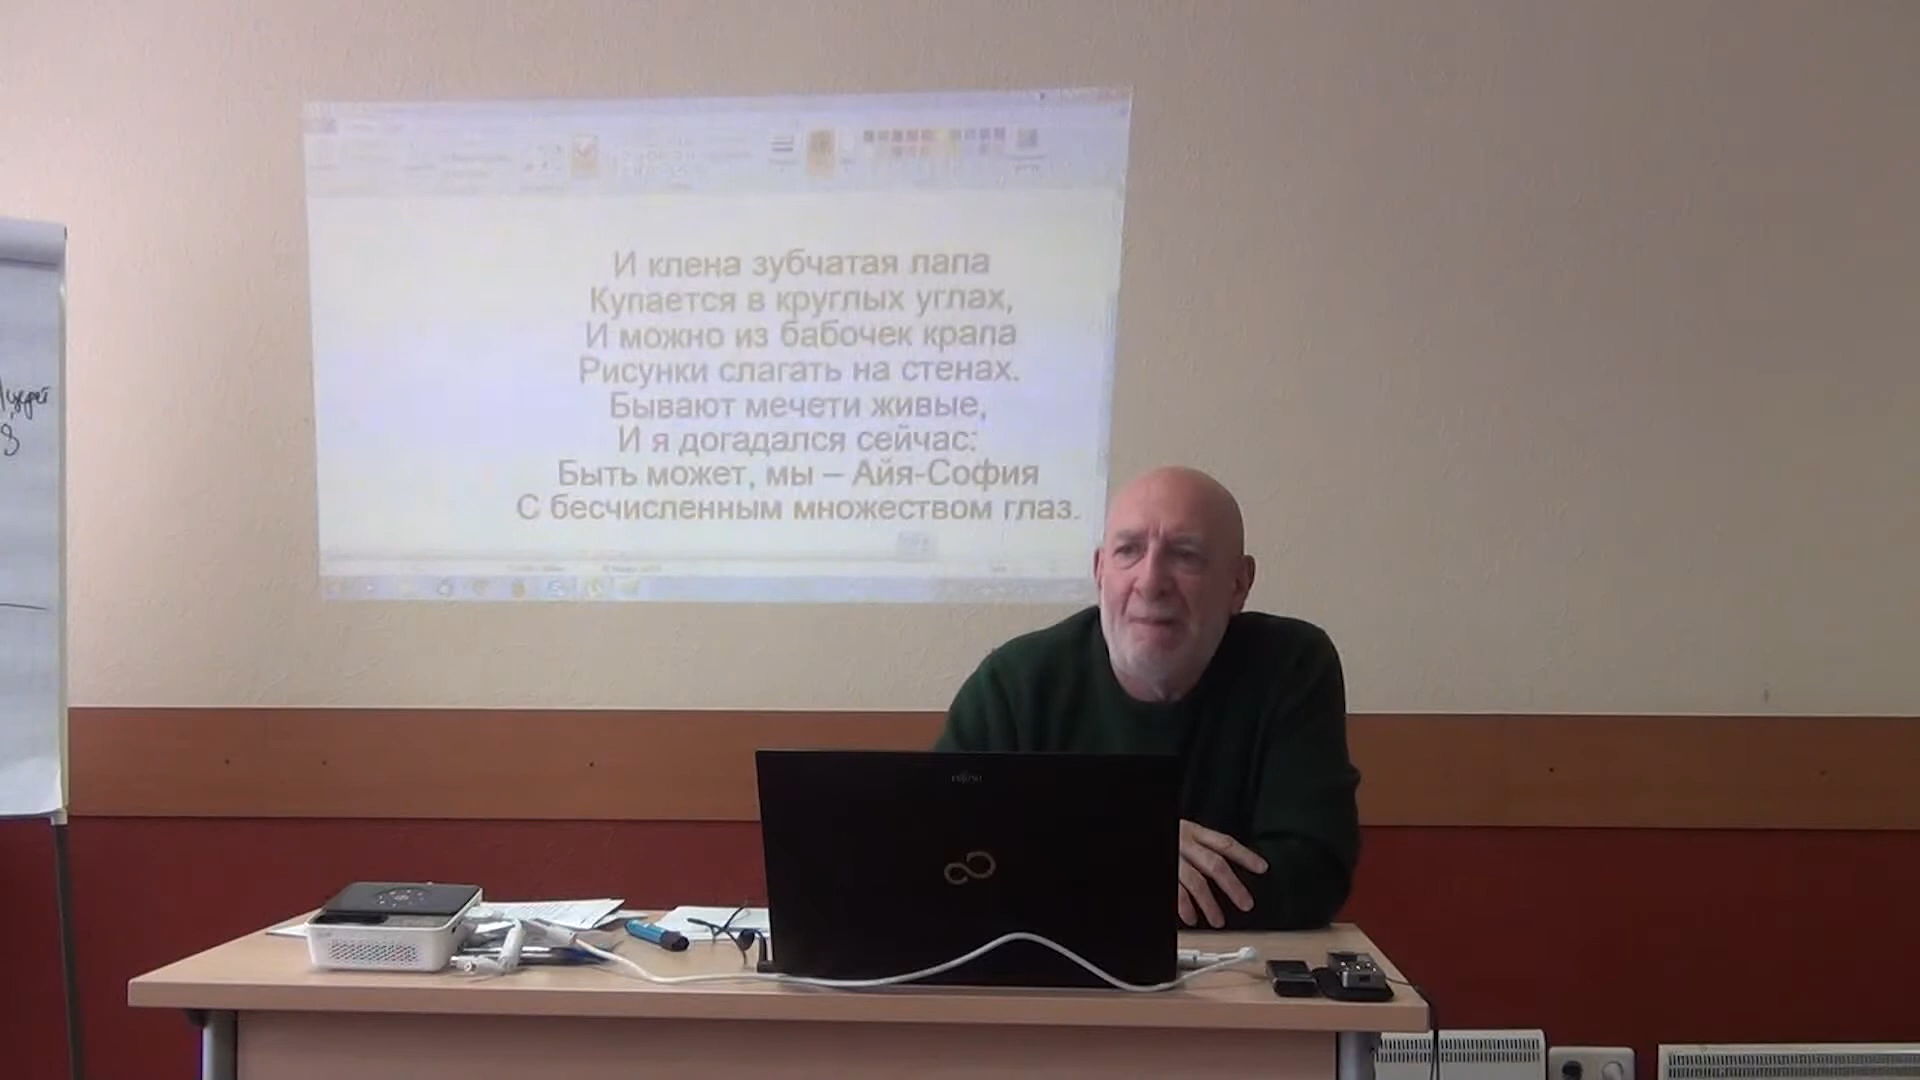 И клена зубчатая лапа
Купается в круглых углах,
И можно из бабочек крапа
Рисунки слагать на стенах.
Бывают мечети живые,
И я догадался сейчас:
Быть может, мы – Айя-София
С бесчисленным множеством глаз.
FUJITSU